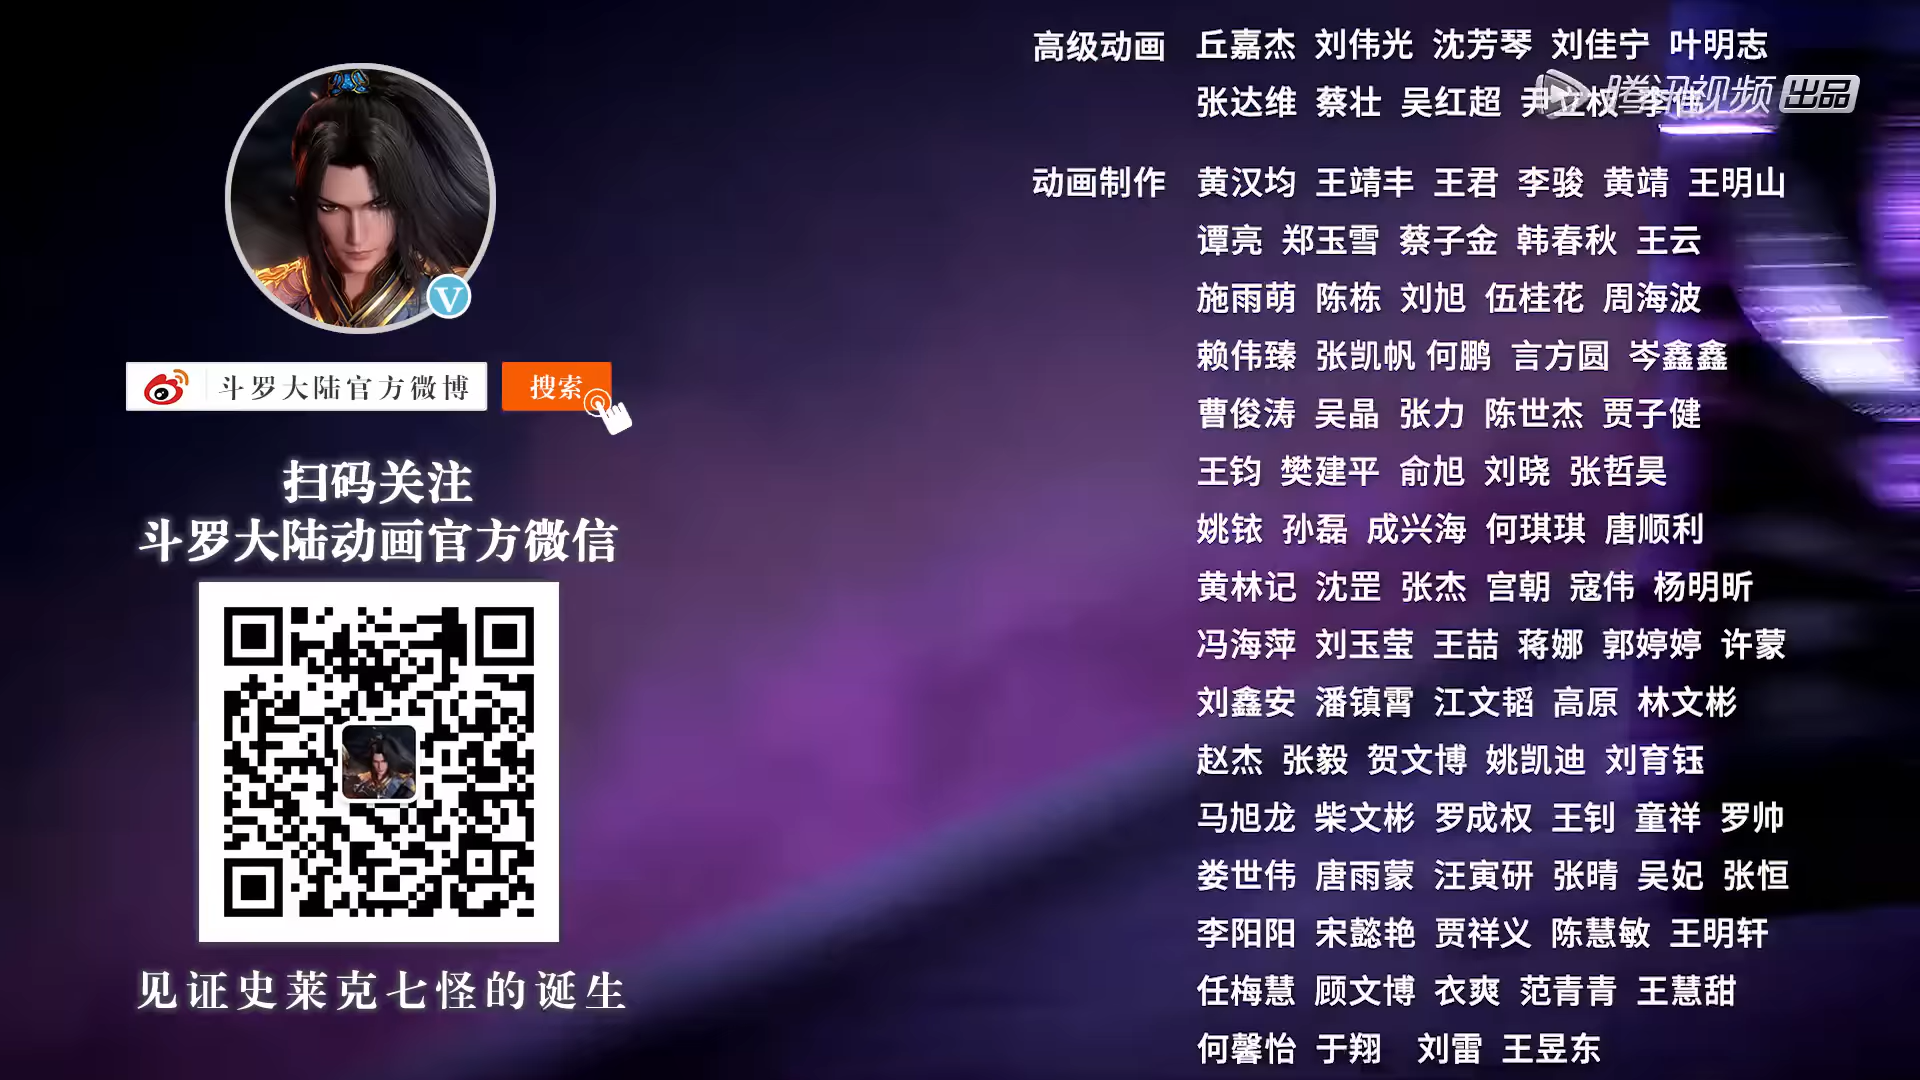 斗罗大陆官方微博
搜索
扫码关注
斗罗大陆动画官方微信
见证史莱克七怪的诞生
腾讯视频 出品
高级动画 丘嘉杰 刘伟光 沈芳琴 刘佳宁 叶明志
张达维 蔡壮 吴红超 尹立权 李伟
动画制作 黄汉均 王靖丰 王君 李骏 黄靖 王明山
谭亮 郑玉雪 蔡子金 韩春秋 王云
施雨萌 陈栋 刘旭 伍桂花 周海波
赖伟臻 张凯帆 何鹏 言方圆 岑鑫鑫
曹俊涛 吴晶 张力 陈世杰 贾子健
王钧 樊建平 俞旭 刘晓 张哲昊
姚铱 孙磊 成兴海 何琪琪 唐顺利
黄林记 沈罡 张杰 宫朝 寇伟 杨明昕
冯海萍 刘玉莹 王喆 蒋娜 郭婷婷 许蒙
刘鑫安 潘镇霄 江文韬 高原 林文彬
赵杰 张毅 贺文博 姚凯迪 刘育钰
马旭龙 柴文彬 罗成权 王钊 童祥 罗帅
娄世伟 唐雨蒙 汪寅研 张晴 吴妃 张恒
李阳阳 宋懿艳 贾祥义 陈慧敏 王明轩
任梅慧 顾文博 衣爽 范青青 王慧甜
何馨怡 于翔 刘雷 王昱东